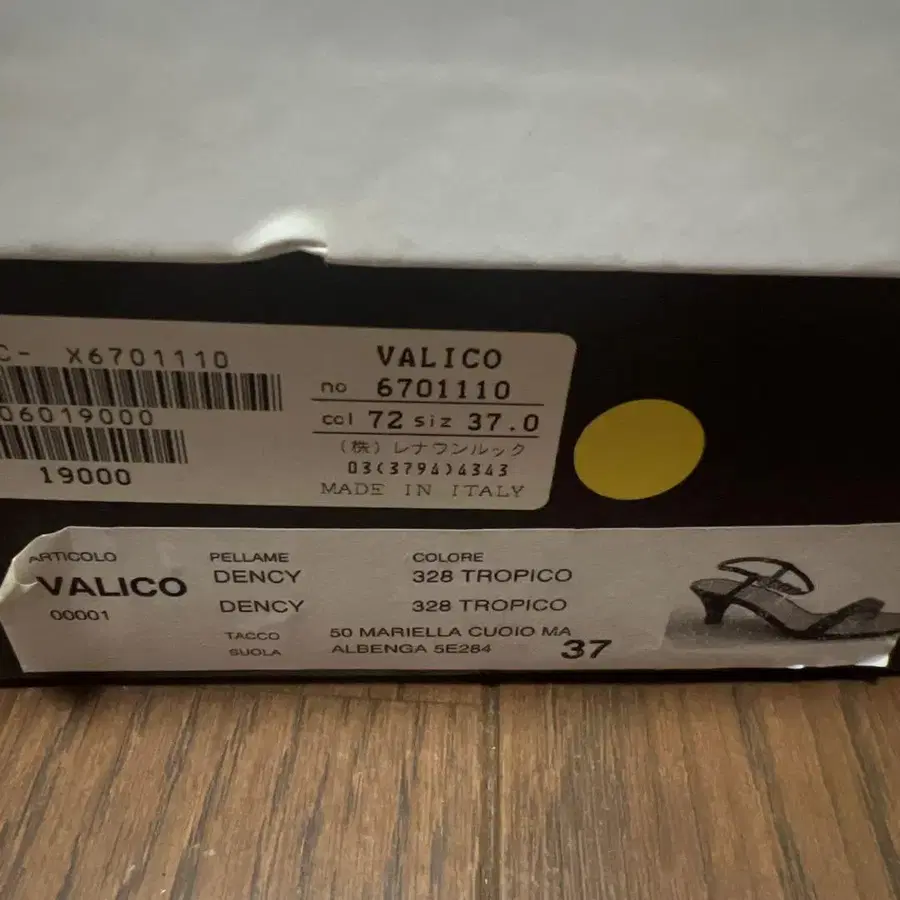 C- X6701110
06019000
19000
VALICO
no 6701110
col 72 siz 37.0
(株)レナウンルック
03(3794)4343
MADE IN ITALY
ARTICOLO PELLAME COLORE
VALICO DENCY 328 TROPICO
00001 DENCY 328 TROPICO
TACCO 50 MARIELLA CUOIO MA
SUOLA ALBENGA 5E284 37